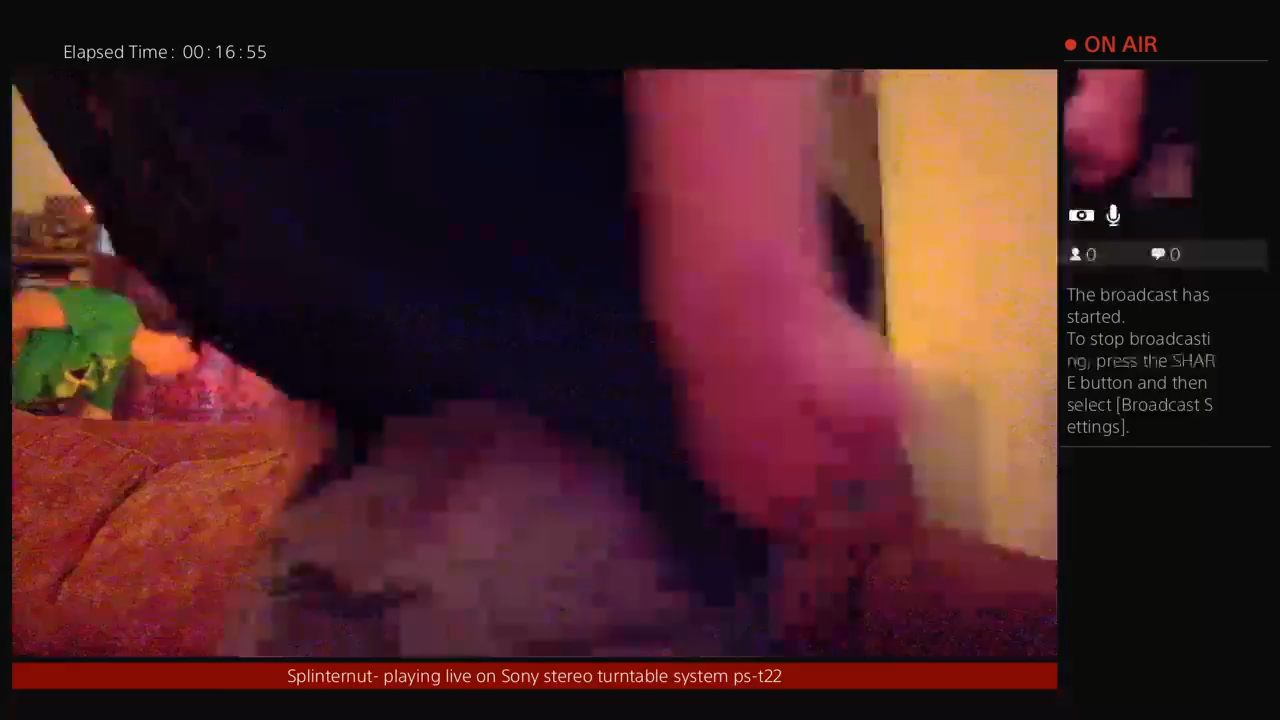 Elapsed Time: 00:16:55
ON AIR
0 0
The broadcast has
started.
To stop broadcasti
ng, press the SHAR
E button and then
select [Broadcast S
ettings].
Splinternut- playing live on Sony stereo turntable system ps-t22